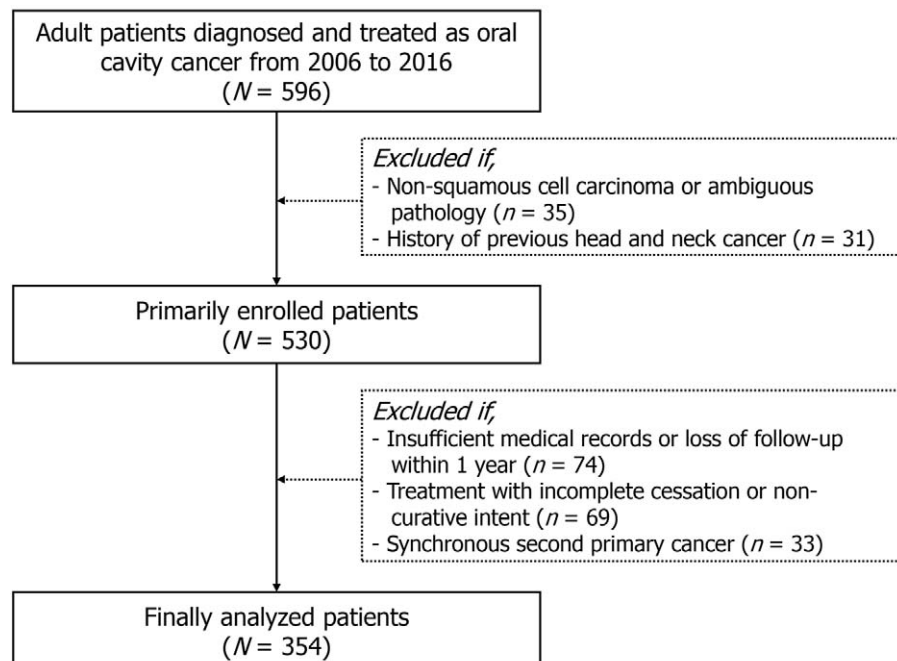 Adult patients diagnosed and treated as oral
cavity cancer from 2006 to 2016
(N = 596)
Excluded if,
- Non-squamous cell carcinoma or ambiguous
pathology (n = 35)
- History of previous head and neck cancer (n = 31)
Primarily enrolled patients
(N = 530)
Excluded if,
- Insufficient medical records or loss of follow-up
within 1 year (n = 74)
- Treatment with incomplete cessation or non-
curative intent (n = 69)
- Synchronous second primary cancer (n = 33)
Finally analyzed patients
(N = 354)